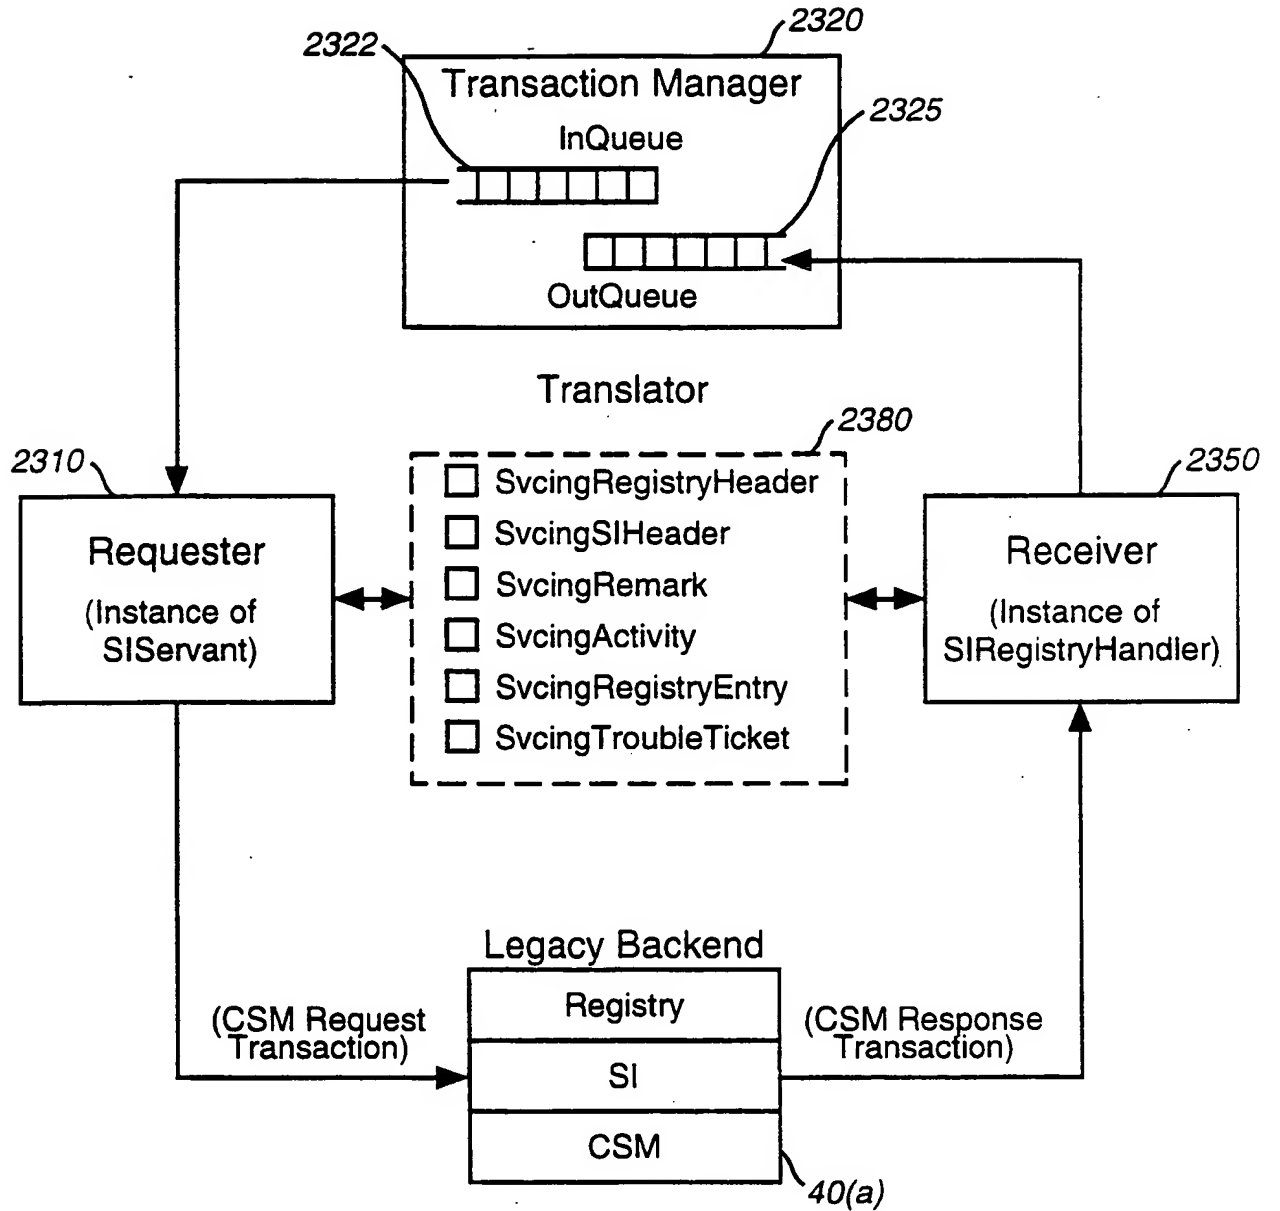 2320
2322
Transaction Manager
2325
InQueue
OutQueue
Translator
2380
2310
2350
SvcingRegistryHeader
SvcingSIHeader
SvcingRemark
SvcingActivity
SvcingRegistryEntry
SvcingTroubleTicket
Requester
(Instance of
SIServant)
Receiver
(Instance of
SIRegistryHandler)
Legacy Backend
Registry
SI
CSM
(CSM Request
Transaction)
(CSM Response
Transaction)
40(a)